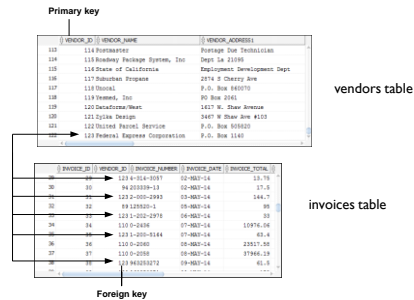 Primary key
VENDOR_ID VENDOR_NAME VENDOR_ADDRESS1
113 114 Postmaster Postage Due Technician
114 115 Roadway Package System, Inc Dept La 21095
115 116 State of California Employment Development Dept
116 117 Suburban Propane 2874 S Cherry Ave
117 118 Unocal P.O. Box 860070
118 119 Yesmed, Inc PO Box 2061
119 120 Dataforms/West 1617 W. Shaw Avenue
120 121 Zylka Design 3467 W Shaw Ave #103
121 122 United Parcel Service P.O. Box 505820
122 123 Federal Express Corporation P.O. Box 1140
vendors table
INVOICE_ID VENDOR_ID INVOICE_NUMBER INVOICE_DATE INVOICE_TOTAL
29 123 4-314-3057 02-MAY-14 13.75
30 30 94 203339-13 02-MAY-14 17.5
31 31 123 2-000-2993 03-MAY-14 144.7
32 32 89 125520-1 05-MAY-14 95
33 33 123 1-202-2978 06-MAY-14 33
34 34 110 0-2436 07-MAY-14 10976.06
35 35 123 1-200-5164 07-MAY-14 63.4
36 36 110 0-2060 08-MAY-14 23517.58
37 37 110 0-2058 08-MAY-14 37966.19
38 38 123 963253272 09-MAY-14 61.5
invoices table
Foreign key